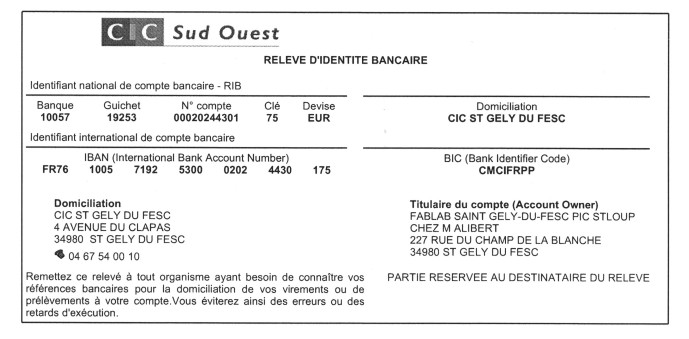 CIC Sud Ouest
RELEVE D'IDENTITE BANCAIRE
Identifiant national de compte bancaire - RIB
Banque Guichet N° compte Clé Devise Domiciliation
10057 19253 00020244301 75 EUR CIC ST GELY DU FESC
Identifiant international de compte bancaire
IBAN (International Bank Account Number) BIC (Bank Identifier Code)
FR76 1005 7192 5300 0202 4430 175 CMCIFRPP
Domiciliation
CIC ST GELY DU FESC
4 AVENUE DU CLAPAS
34980 ST GELY DU FESC
04 67 54 00 10
Titulaire du compte (Account Owner)
FABLAB SAINT GELY-DU-FESC PIC STLOUP
CHEZ M ALIBERT
227 RUE DU CHAMP DE LA BLANCHE
34980 ST GELY DU FESC
Remettez ce relevé à tout organisme ayant besoin de connaître vos
références bancaires pour la domiciliation de vos virements ou de
prélèvements à votre compte.Vous éviterez ainsi des erreurs ou des
retards d'exécution.
PARTIE RESERVEE AU DESTINATAIRE DU RELEVE